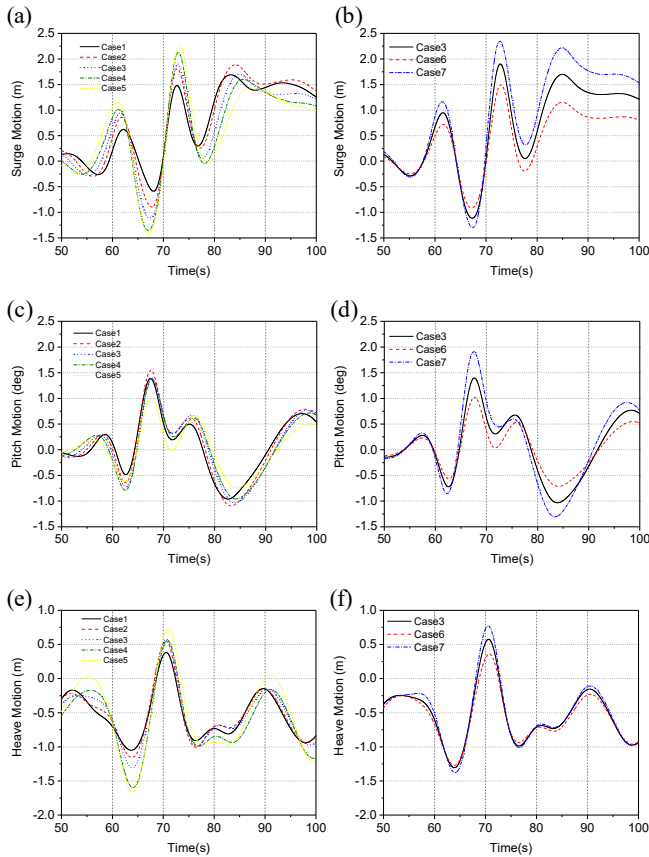 (a)
2.5
2.0
1.5
1.0
0.5
0.0
-0.5
-1.0
-1.5
Surge Motion (m)
Case1
Case2
Case3
Case4
Case5
50 60 70 80 90 100
Time(s)
(b)
2.5
2.0
1.5
1.0
0.5
0.0
-0.5
-1.0
-1.5
Surge Motion (m)
Case3
Case6
Case7
50 60 70 80 90 100
Time(s)
(c)
2.5
2.0
1.5
1.0
0.5
0.0
-0.5
-1.0
-1.5
Pitch Motion (deg)
Case1
Case2
Case3
Case4
Case5
50 60 70 80 90 100
Time(s)
(d)
2.5
2.0
1.5
1.0
0.5
0.0
-0.5
-1.0
-1.5
Pitch Motion (deg)
Case3
Case6
Case7
50 60 70 80 90 100
Time(s)
(e)
1.0
0.5
0.0
-0.5
-1.0
-1.5
-2.0
Heave Motion (m)
Case1
Case2
Case3
Case4
Case5
50 60 70 80 90 100
Time(s)
(f)
1.0
0.5
0.0
-0.5
-1.0
-1.5
-2.0
Heave Motion (m)
Case3
Case6
Case7
50 60 70 80 90 100
Time(s)